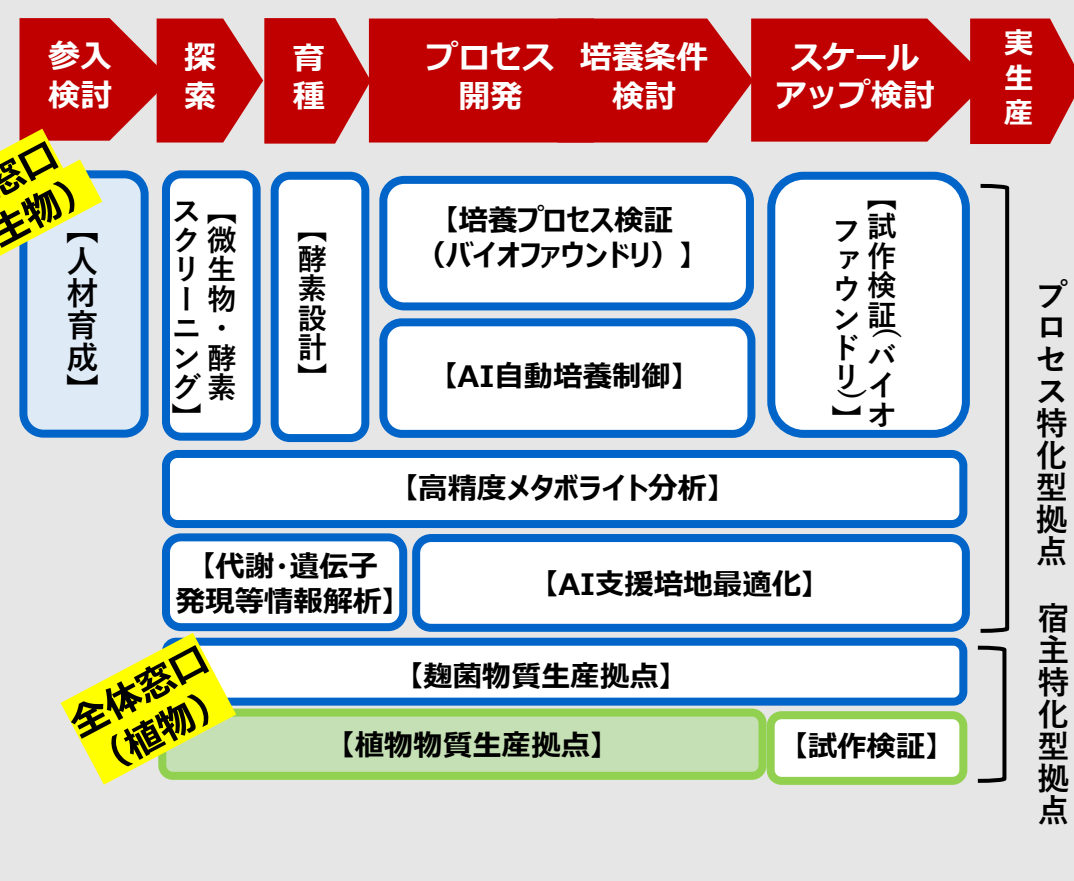 参入
検討
探
索
育
種
プロセス
開発
培養条件
検討
スケール
アップ検討
実
生
産
窓口
生物）
【人材育成】
【微生物・酵素
スクリーニング】
【酵素設計】
【培養プロセス検証
（バイオファウンドリ）】
【AI自動培養制御】
【試作検証（バイオ
ファウンドリ）】
【高精度メタボライト分析】
【代謝・遺伝子
発現等情報解析】
【AI支援培地最適化】
プロセス特化型拠点
全体窓口
（植物）
【麹菌物質生産拠点】
【植物物質生産拠点】
【試作検証】
宿主特化型拠点